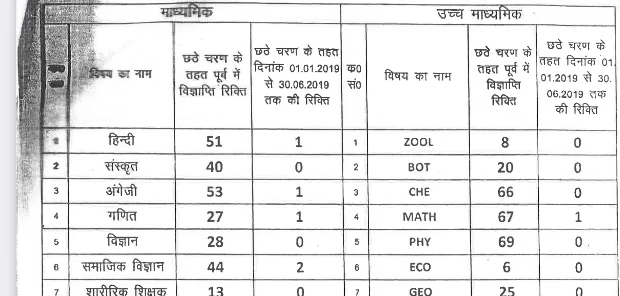 माध्यमिक उच्च माध्यमिक
विषय का नाम छठे चरण के तहत पूर्व में विज्ञाप्ति रिक्ति छठे चरण के तहत दिनांक 01.01.2019 से 30.06.2019 तक की रिक्ति क0 सं0 विषय का नाम छठे चरण के तहत पूर्व में विज्ञाप्ति रिक्ति छठे चरण के तहत दिनांक 01.01.2019 से 30.06.2019 तक की रिक्ति
1 हिन्दी 51 1 1 ZOOL 8 0
2 संस्कृत 40 0 2 BOT 20 0
3 अंगेजी 53 1 3 CHE 66 0
4 गणित 27 1 4 MATH 67 1
5 विज्ञान 28 0 5 PHY 69 0
6 समाजिक विज्ञान 44 2 6 ECO 6 0
7 शारीरिक शिक्षक 13 0 7 GEO 25 0